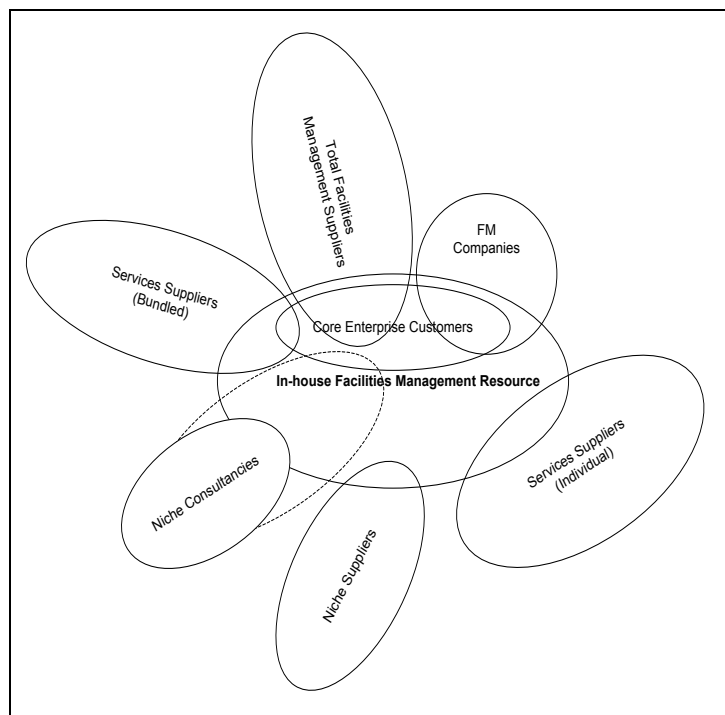 Total Facilities
Management Suppliers
FM
Companies
Services Suppliers
(Bundled)
Core Enterprise Customers
In-house Facilities Management Resource
Services Suppliers
(Individual)
Niche Consultancies
Niche Suppliers